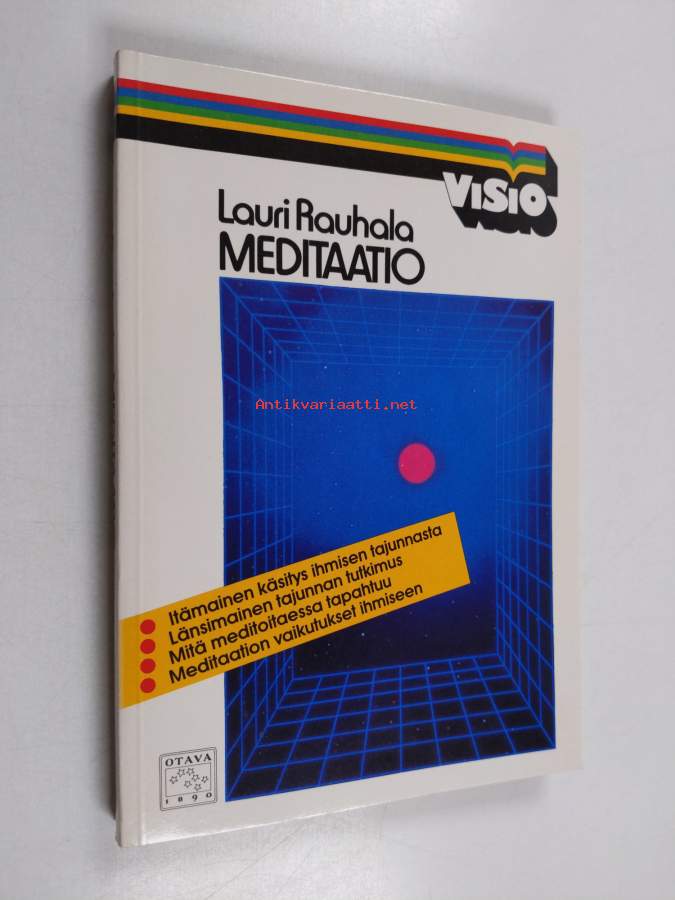 VISIO
Lauri Rauhala
MEDITAATIO
Antikvariaatti.net
Itämainen käsitys ihmisen tajunnasta
Länsimainen tajunnan tutkimus
Mitä meditoitaessa tapahtuu
Meditaation vaikutukset ihmiseen
OTAVA
1890